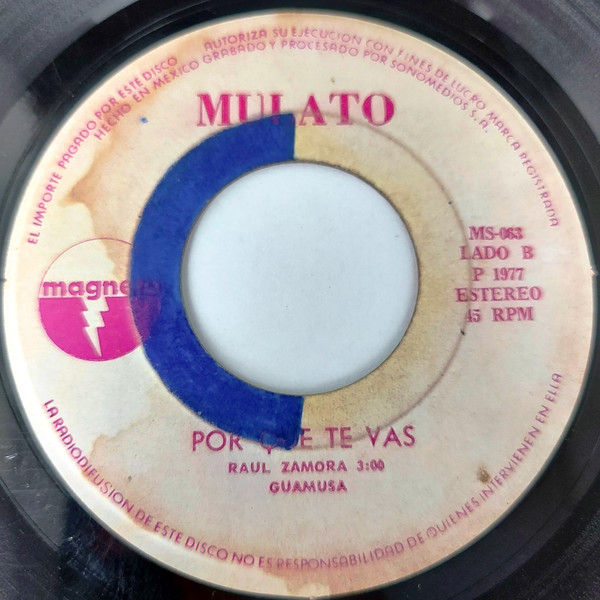 EL IMPORTE PAGADO POR ESTE DISCO AUTORIZA SU EJECUCION CON FINES DE LUCRO MARCA REGISTRADA
HECHO EN MEXICO GRABADO Y PROCESADO POR SONOMEDIOS S.A.
MULATO
MS-063
LADO B
P 1977
ESTEREO
45 RPM
POR QUE TE VAS
RAUL ZAMORA 3:00
GUAMUSA
LA RADIODIFUSION DE ESTE DISCO NO ES RESPONSABILIDAD DE QUIENES INTERVIENEN EN ELLA